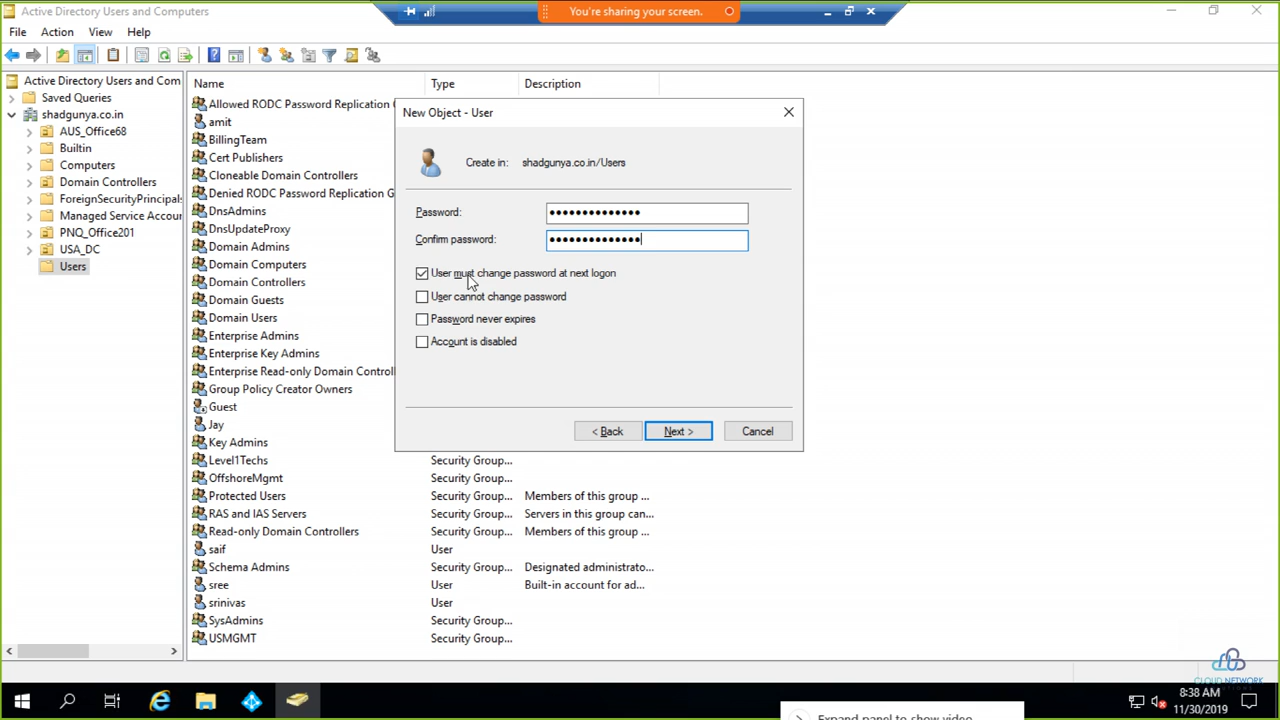 Active Directory Users and Computers
You're sharing your screen.
File Action View Help
Active Directory Users and Com
Saved Queries
shadgunya.co.in
AUS_Office68
Builtin
Computers
Domain Controllers
ForeignSecurityPrincipals
Managed Service Accou
PNQ_Office201
USA_DC
Users
Name Type Description
Allowed RODC Password Replication
amit
BillingTeam
Cert Publishers
Cloneable Domain Controllers
Denied RODC Password Replication G
DnsAdmins
DnsUpdateProxy
Domain Admins
Domain Computers
Domain Controllers
Domain Guests
Domain Users
Enterprise Admins
Enterprise Key Admins
Enterprise Read-only Domain Control
Group Policy Creator Owners
Guest
Jay
Key Admins
Level1Techs Security Group...
OffshoreMgmt Security Group...
Protected Users Security Group... Members of this group ...
RAS and IAS Servers Security Group... Servers in this group can...
Read-only Domain Controllers Security Group... Members of this group ...
saif User
Schema Admins Security Group... Designated administrato...
sree User Built-in account for ad...
srinivas User
SysAdmins Security Group...
USMGMT Security Group...
New Object - User
Create in: shadgunya.co.in/Users
Password: ●●●●●●●●●●●●●●
Confirm password: ●●●●●●●●●●●●●●
User must change password at next logon
User cannot change password
Password never expires
Account is disabled
< Back Next > Cancel
CLOUD NETWORK
8:38 AM
11/30/2019
Expand panel to show video